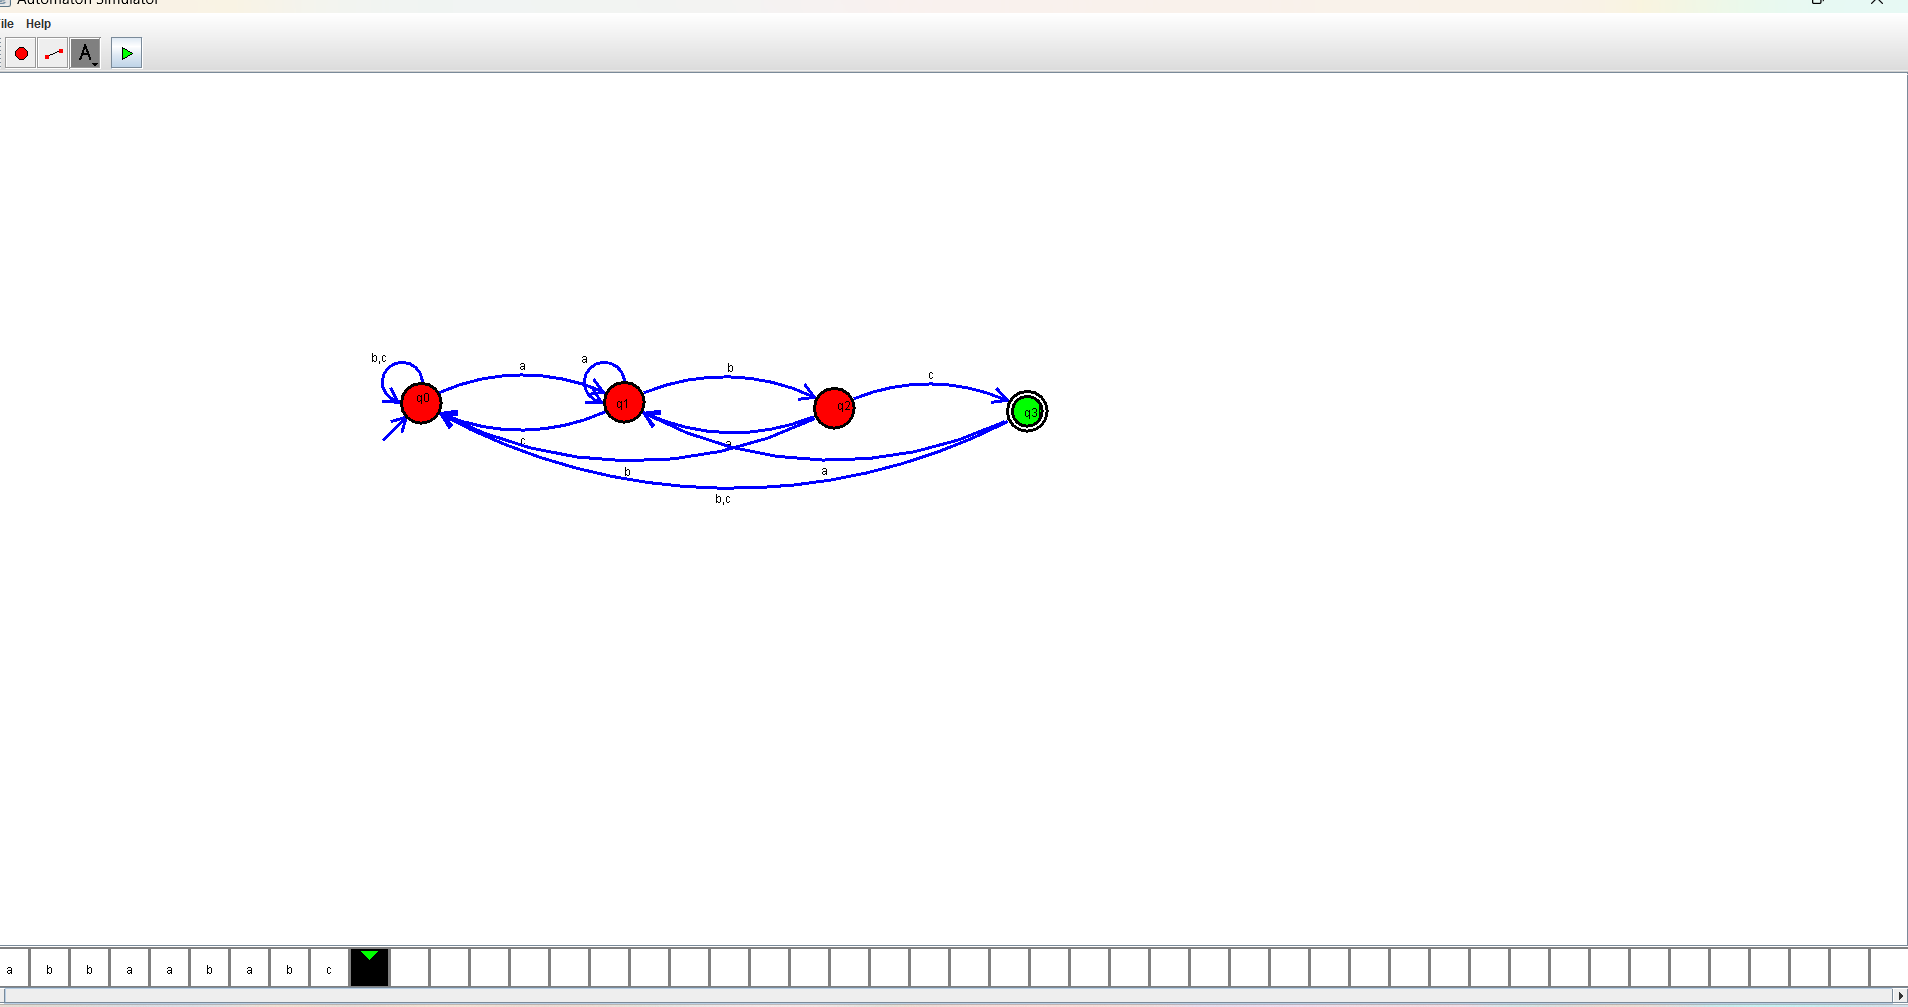 Automaton Simulator
ile Help
A
b,c
a
a
b
c
q0
q1
q2
q3
c
a
b
a
b,c
a b b a a b a b c